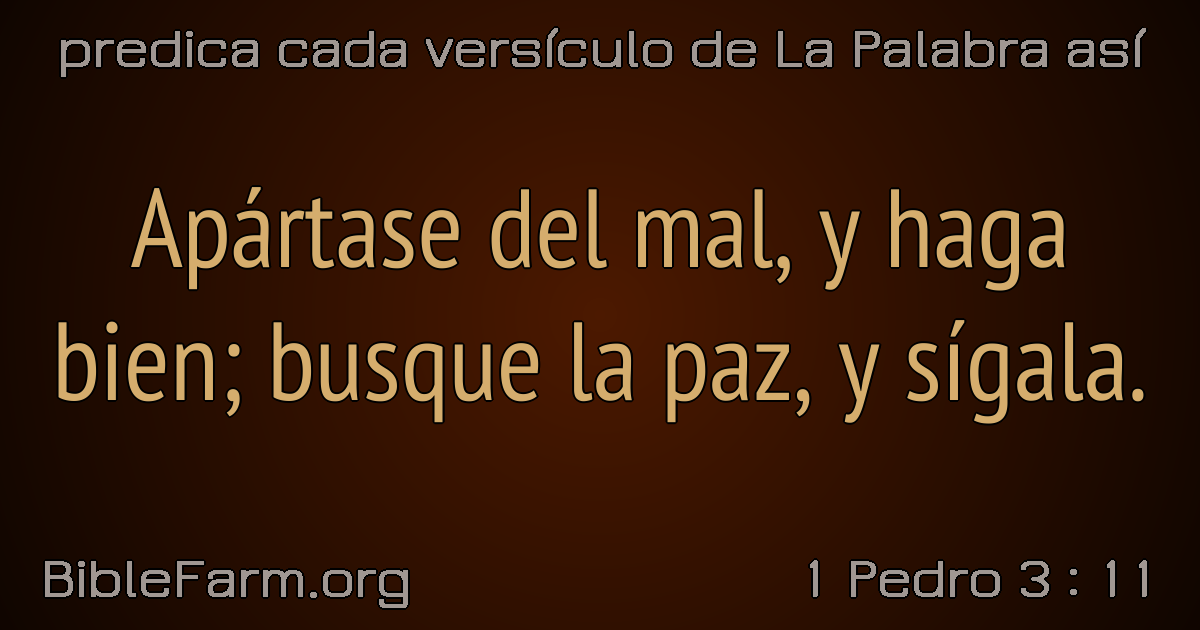 predica cada versículo de La Palabra así
Apártase del mal, y haga
bien; busque la paz, y sígala.
BibleFarm.org
1 Pedro 3 : 11